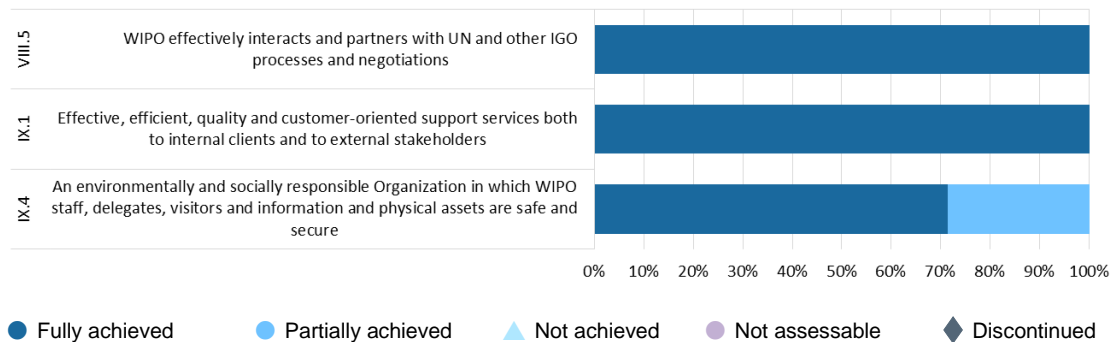 VIII.5
WIPO effectively interacts and partners with UN and other IGO
processes and negotiations
IX.1
Effective, efficient, quality and customer-oriented support services both
to internal clients and to external stakeholders
IX.4
An environmentally and socially responsible Organization in which WIPO
staff, delegates, visitors and information and physical assets are safe and
secure
0% 10% 20% 30% 40% 50% 60% 70% 80% 90% 100%
Fully achieved Partially achieved Not achieved Not assessable Discontinued